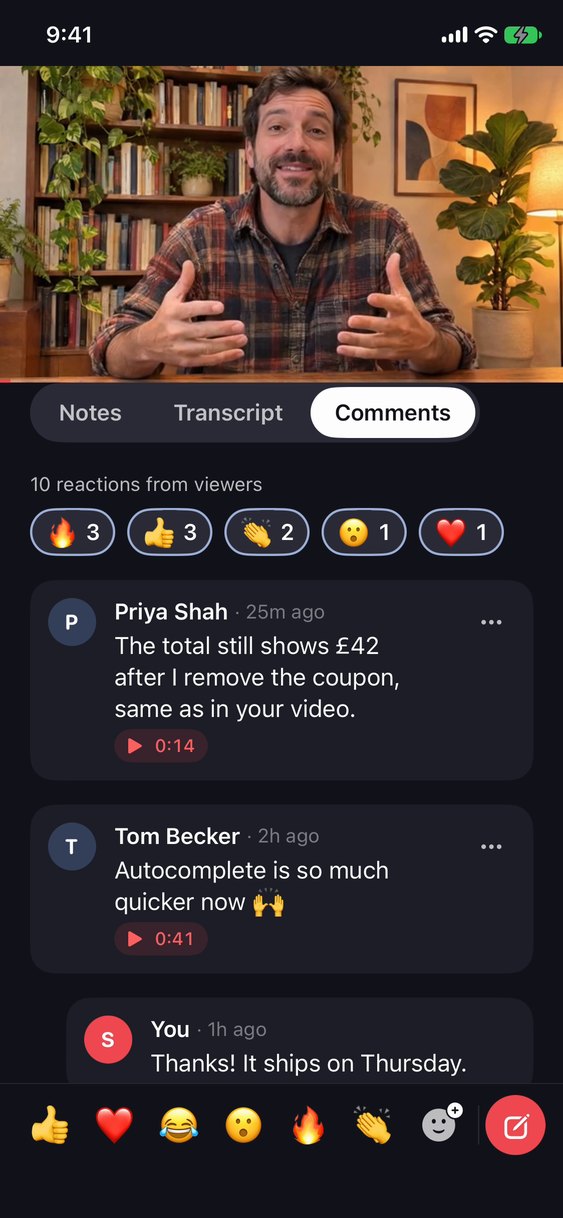 9:41
Notes Transcript Comments
10 reactions from viewers
🔥 3 👍 3 👏 2 😮 1 ❤️ 1
P
Priya Shah · 25m ago
The total still shows £42
after I remove the coupon,
same as in your video.
0:14
T
Tom Becker · 2h ago
Autocomplete is so much
quicker now 🙌
0:41
S
You · 1h ago
Thanks! It ships on Thursday.